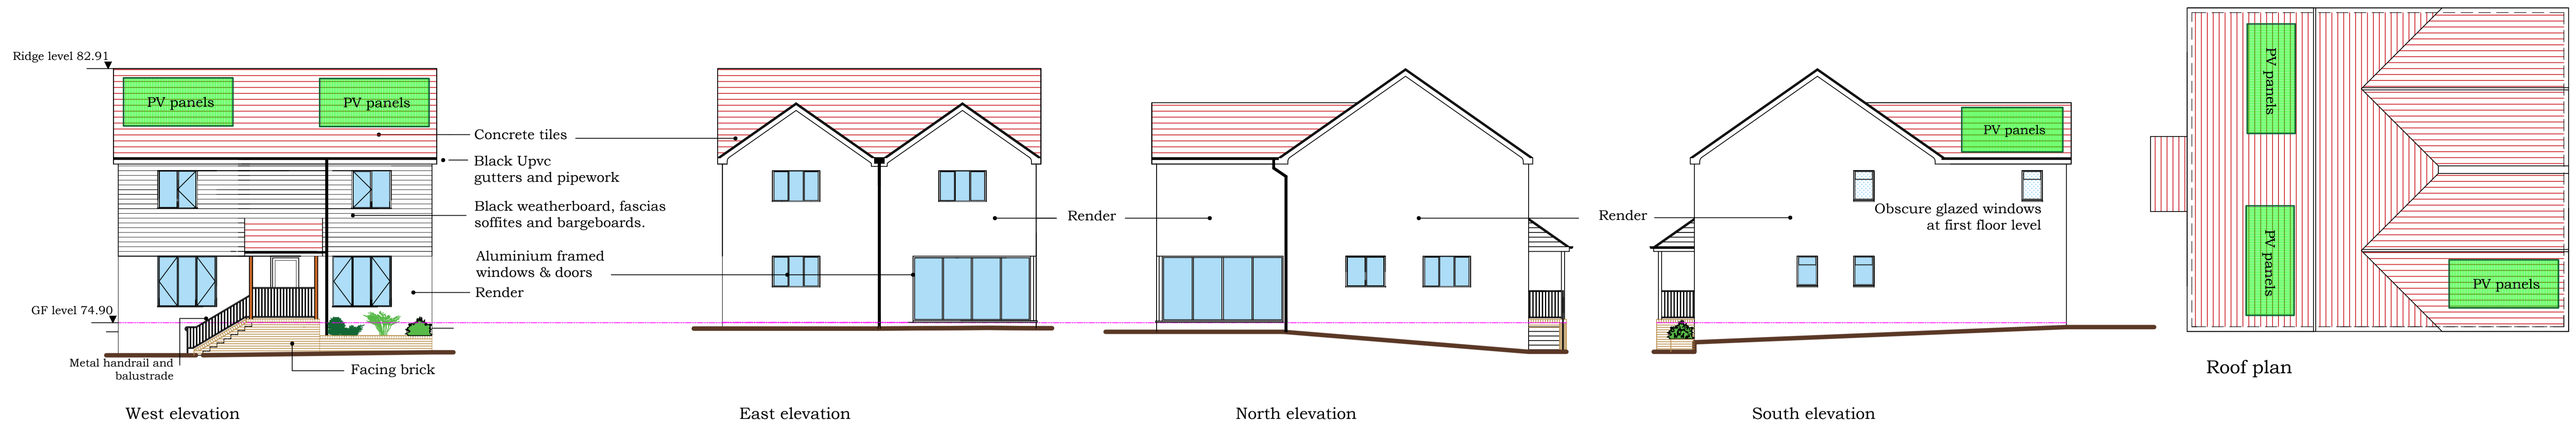 Ridge level 82.91
PV panels
PV panels
Concrete tiles
Black Upvc
gutters and pipework
Black weatherboard, fascias
soffites and bargeboards.
Aluminium framed
windows & doors
Render
GF level 74.90
Metal handrail and
balustrade
Facing brick
West elevation
East elevation
Render
North elevation
Render
PV panels
Obscure glazed windows
at first floor level
South elevation
PV panels
PV panels
PV panels
Roof plan